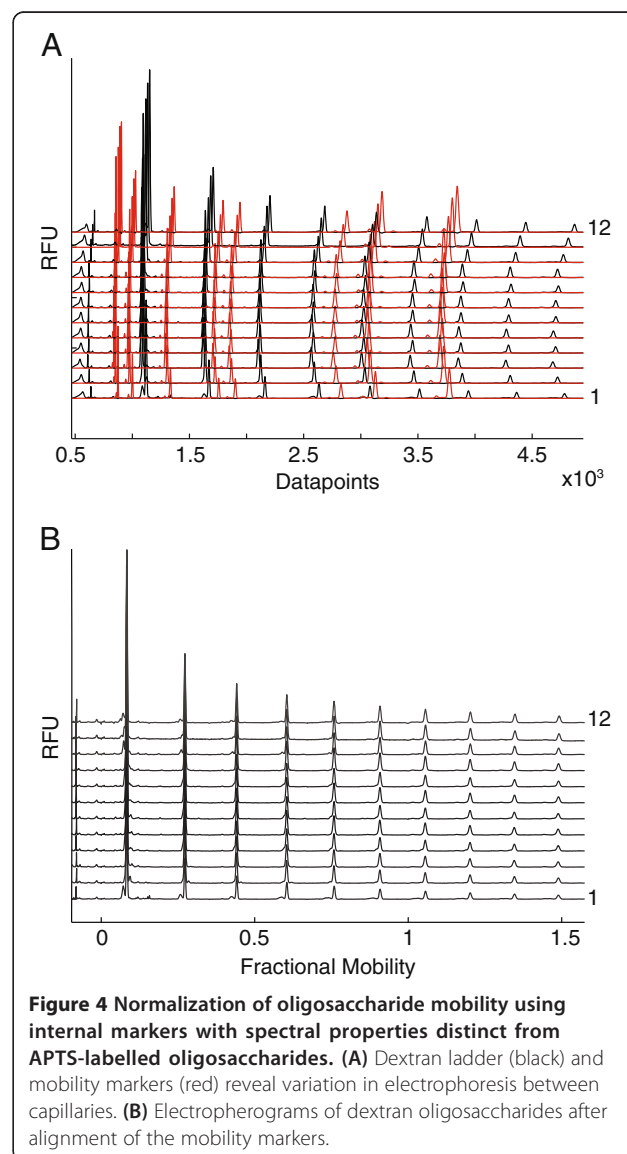 A
RFU
12
1
0.5 1.5 2.5 3.5 4.5
Datapoints x10³
B
RFU
12
1
0 0.5 1 1.5
Fractional Mobility
Figure 4 Normalization of oligosaccharide mobility using
internal markers with spectral properties distinct from
APTS-labelled oligosaccharides. (A) Dextran ladder (black) and
mobility markers (red) reveal variation in electrophoresis between
capillaries. (B) Electropherograms of dextran oligosaccharides after
alignment of the mobility markers.